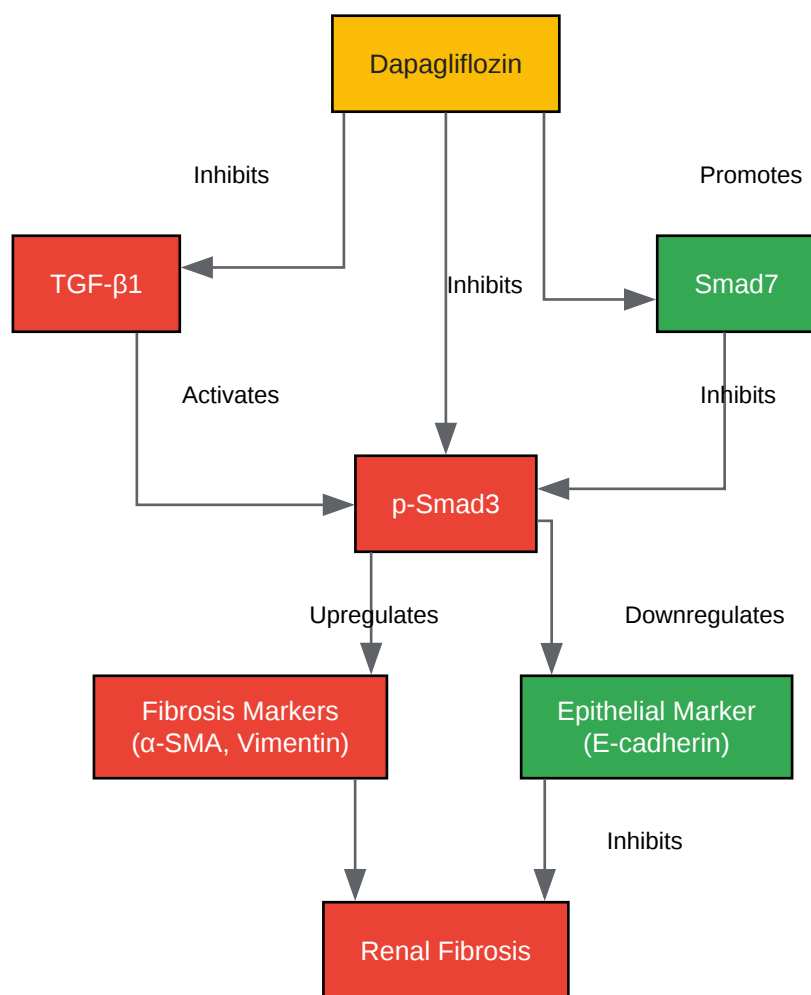 Dapagliflozin
Inhibits
Promotes
TGF-β1
Inhibits
Smad7
Activates
Inhibits
p-Smad3
Upregulates
Downregulates
Fibrosis Markers
(α-SMA, Vimentin)
Epithelial Marker
(E-cadherin)
Inhibits
Renal Fibrosis